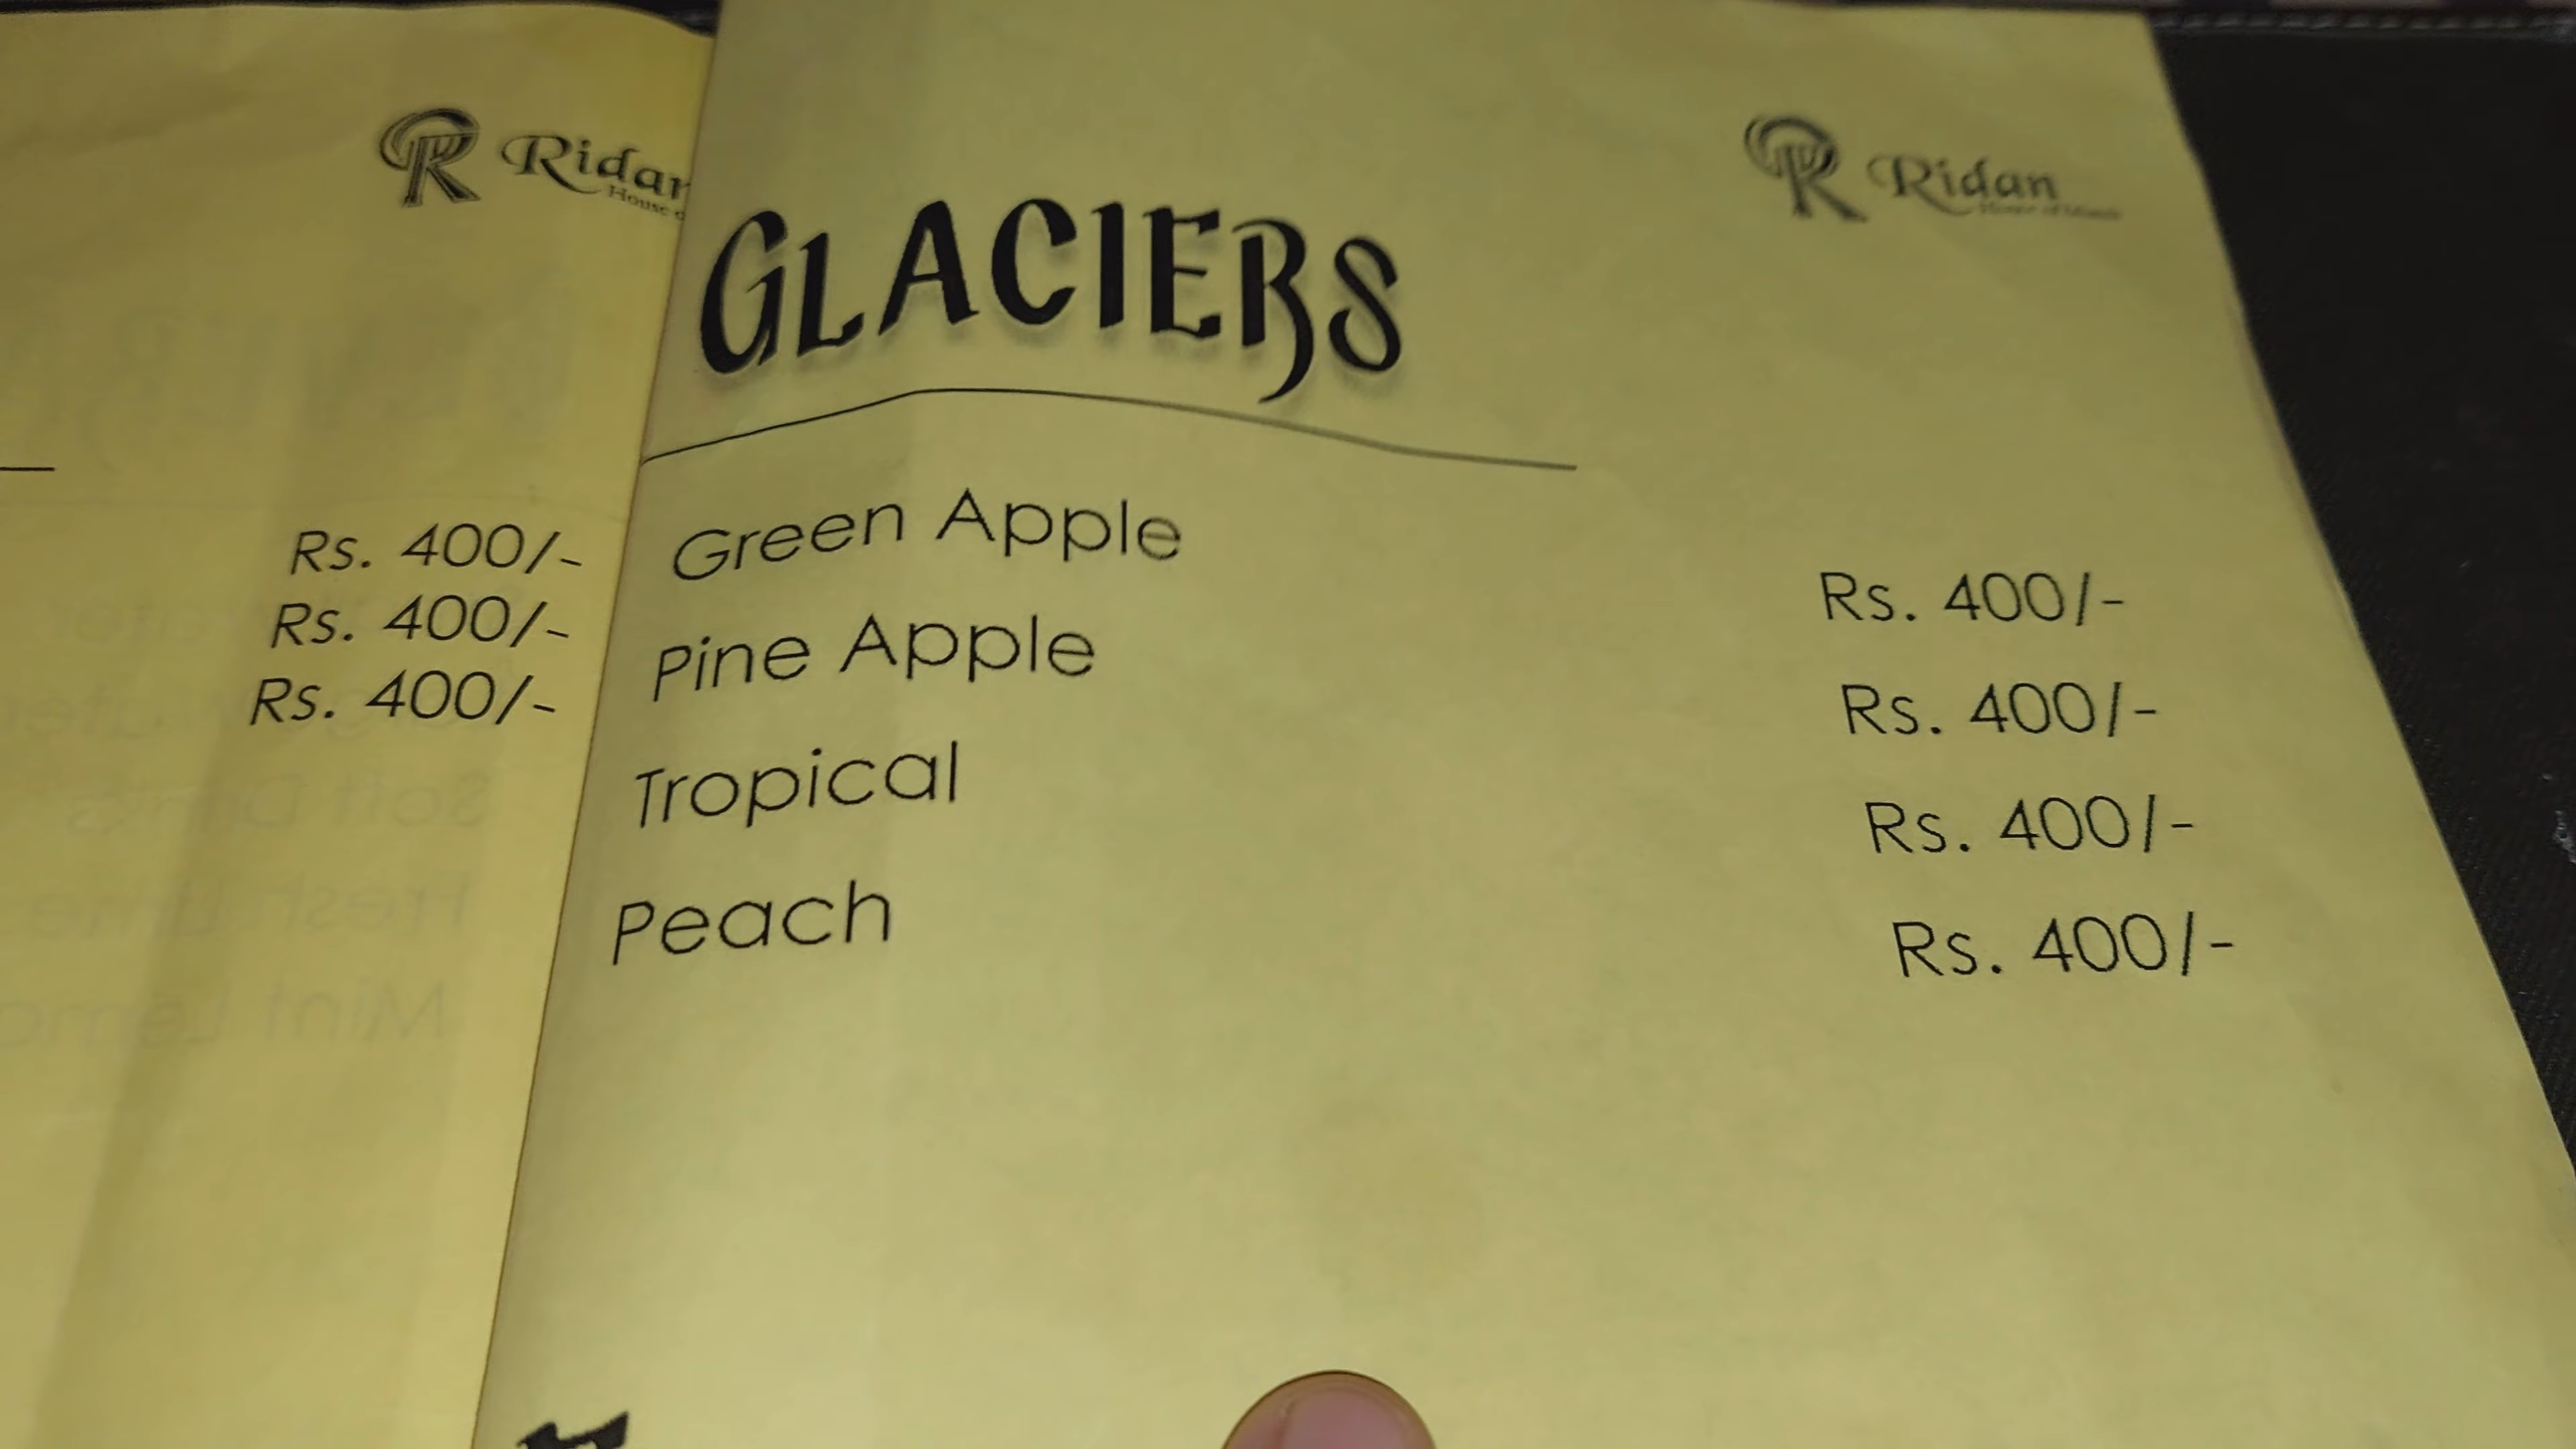 Ridan
Rs. 400/-
Rs. 400/-
Rs. 400/-
Ridan
GLACIERS
Green Apple Rs. 400/-
Pine Apple Rs. 400/-
Tropical Rs. 400/-
Peach Rs. 400/-